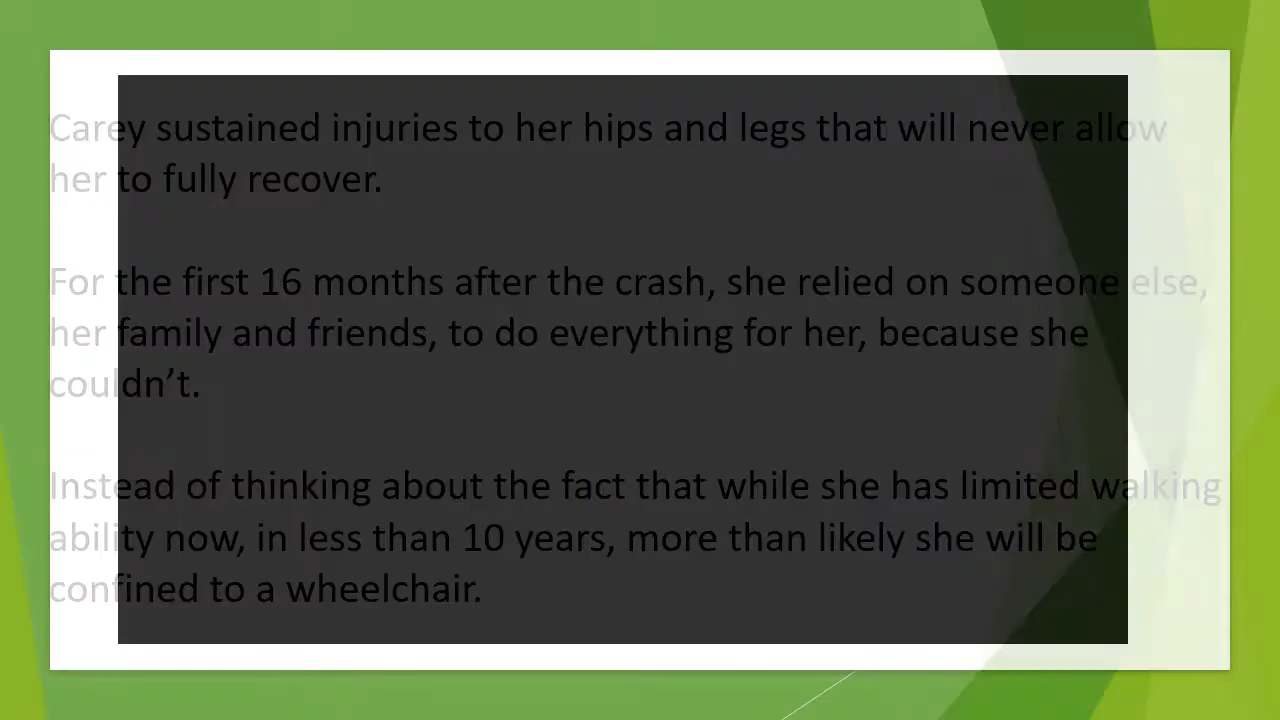 Carey sustained injuries to her hips and legs that will never allow
her to fully recover.
For the first 16 months after the crash, she relied on someone else,
her family and friends, to do everything for her, because she
couldn’t.
Instead of thinking about the fact that while she has limited walking
ability now, in less than 10 years, more than likely she will be
confined to a wheelchair.